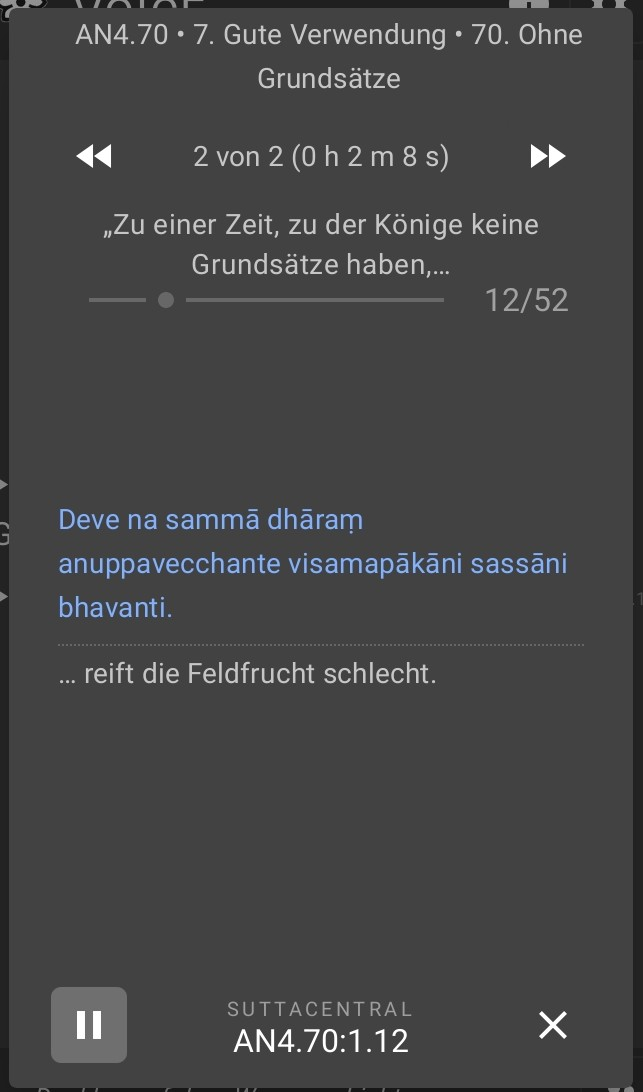 AN4.70 • 7. Gute Verwendung • 70. Ohne
Grundsätze
2 von 2 (0 h 2 m 8 s)
„Zu einer Zeit, zu der Könige keine
Grundsätze haben,…
12/52
Deve na sammā dhāraṃ
anuppavecchante visamapākāni sassāni
bhavanti.
… reift die Feldfrucht schlecht.
SUTTACENTRAL
AN4.70:1.12